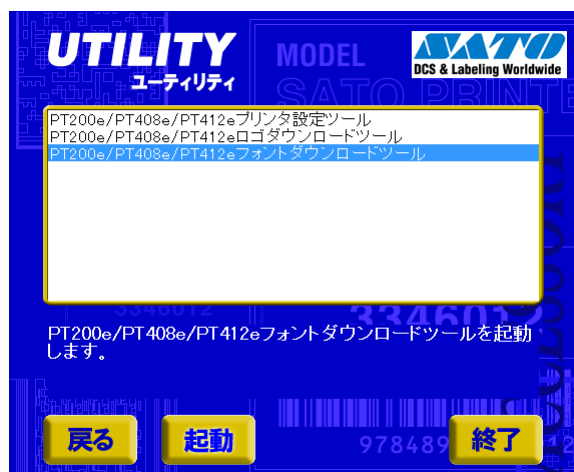 UTILITY
ユーティリティ
MODEL
SATO
DCS & Labeling Worldwide
SATO PRINTE
PT200e/PT408e/PT412eプリンタ設定ツール
PT200e/PT408e/PT412eロゴダウンロードツール
PT200e/PT408e/PT412eフォントダウンロードツール
3346012
3346012
PT200e/PT408e/PT412eフォントダウンロードツールを起動
します。
戻る
起動
978489
終了
12